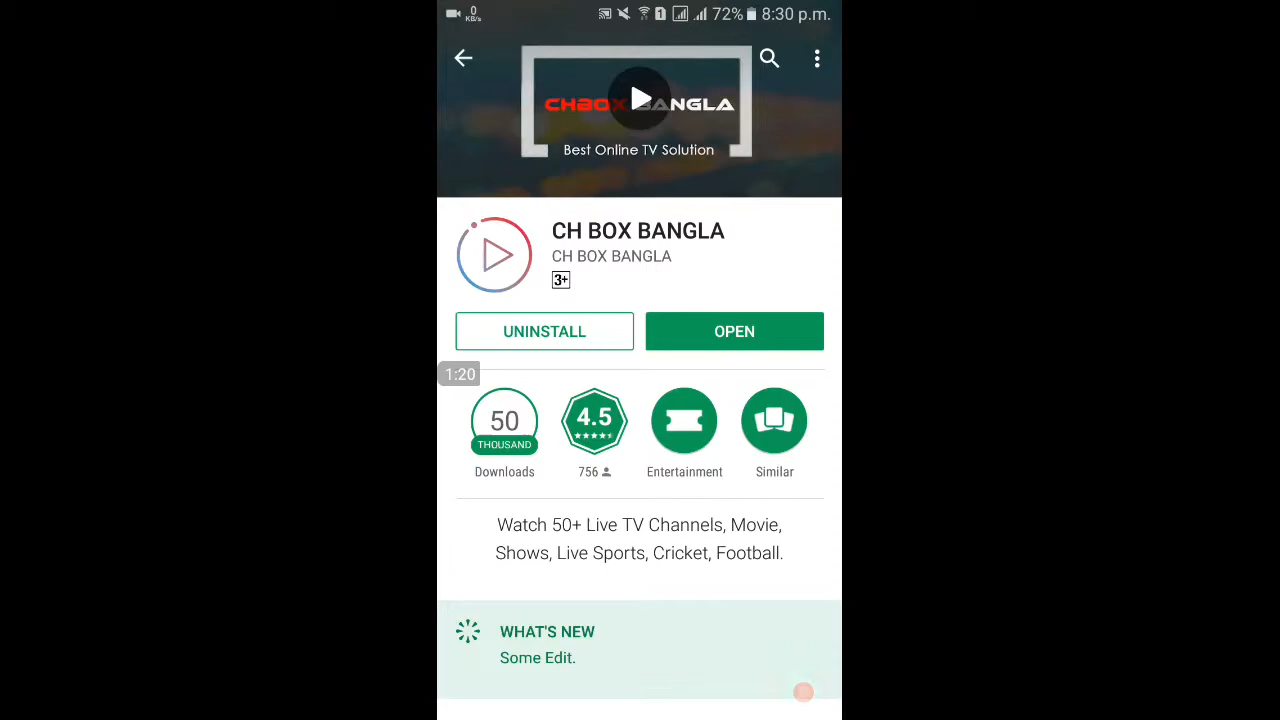 0
KB/s
1
72%
8:30 p.m.
CHBOX BANGLA
Best Online TV Solution
CH BOX BANGLA
CH BOX BANGLA
3+
UNINSTALL
OPEN
1:20
50
THOUSAND
4.5
Downloads
756
Entertainment
Similar
Watch 50+ Live TV Channels, Movie,
Shows, Live Sports, Cricket, Football.
WHAT'S NEW
Some Edit.